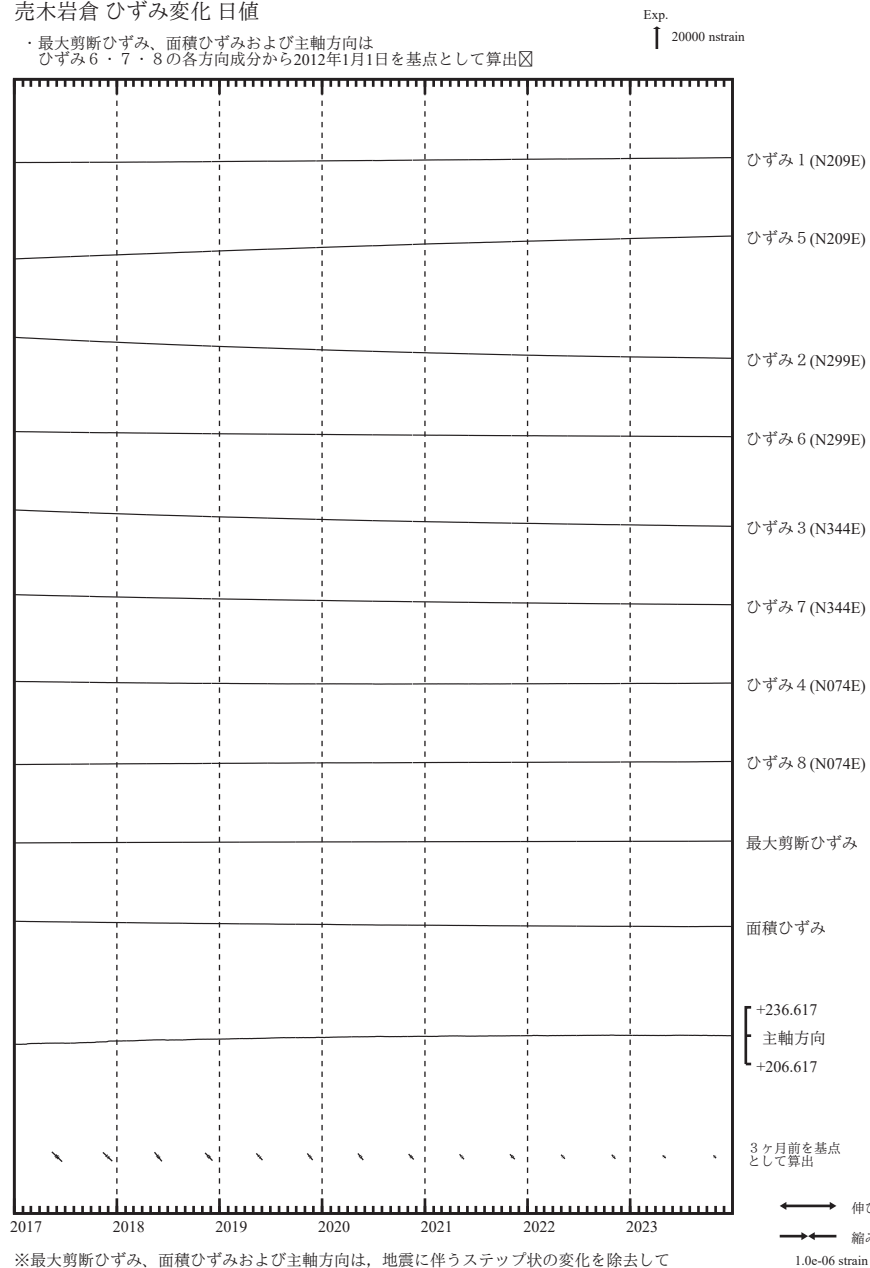 売木岩倉 ひずみ変化 日値
・最大剪断ひずみ、面積ひずみおよび主軸方向は
ひずみ6・7・8の各方向成分から2012年1月1日を基点として算出
Exp.
20000 nstrain
ひずみ1(N209E)
ひずみ5(N209E)
ひずみ2(N299E)
ひずみ6(N299E)
ひずみ3(N344E)
ひずみ7(N344E)
ひずみ4(N074E)
ひずみ8(N074E)
最大剪断ひずみ
面積ひずみ
+236.617
主軸方向
+206.617
3ヶ月前を基点
として算出
2017 2018 2019 2020 2021 2022 2023
伸び
縮み
1.0e-06 strain
※最大剪断ひずみ、面積ひずみおよび主軸方向は，地震に伴うステップ状の変化を除去して